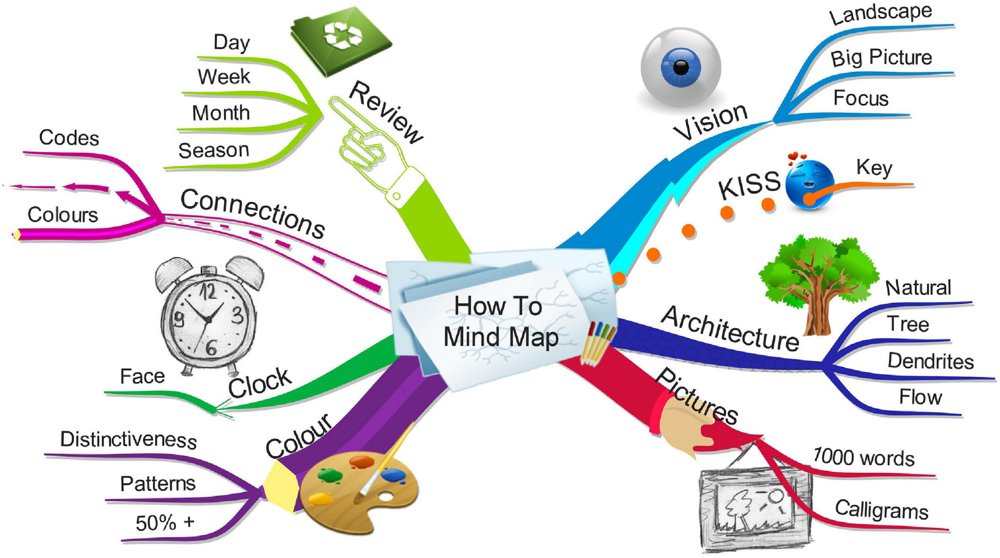 How To
Mind Map
Vision
Landscape
Big Picture
Focus
KISS
Key
Architecture
Natural
Tree
Dendrites
Flow
Pictures
1000 words
Calligrams
Colour
Distinctiveness
Patterns
50% +
Clock
Face
12
3
6
9
Connections
Codes
Colours
Review
Day
Week
Month
Season